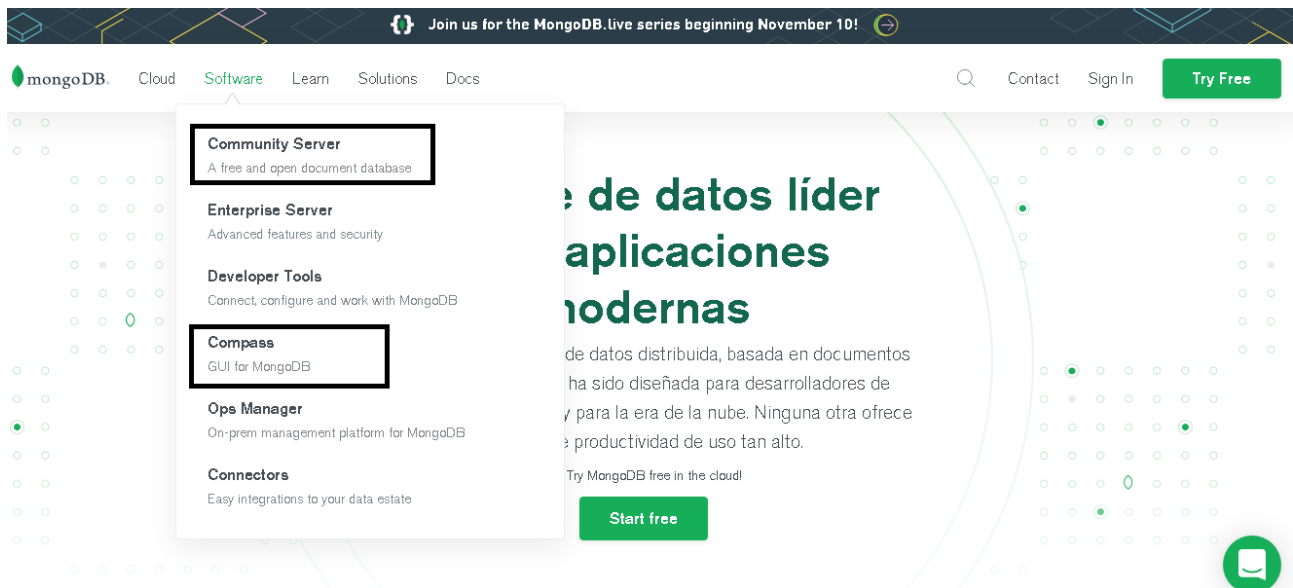 Join us for the MongoDB.live series beginning November 10!
mongoDB. Cloud Software Learn Solutions Docs Contact Sign In Try Free
Community Server
A free and open document database
Enterprise Server
Advanced features and security
Developer Tools
Connect, configure and work with MongoDB
Compass
GUI for MongoDB
Ops Manager
On-prem management platform for MongoDB
Connectors
Easy integrations to your data estate
de datos líder
aplicaciones
de datos distribuida, basada en documentos
ha sido diseñada para desarrolladores de
y para la era de la nube. Ninguna otra ofrece
productividad de uso tan alto.
Try MongoDB free in the cloud!
Start free